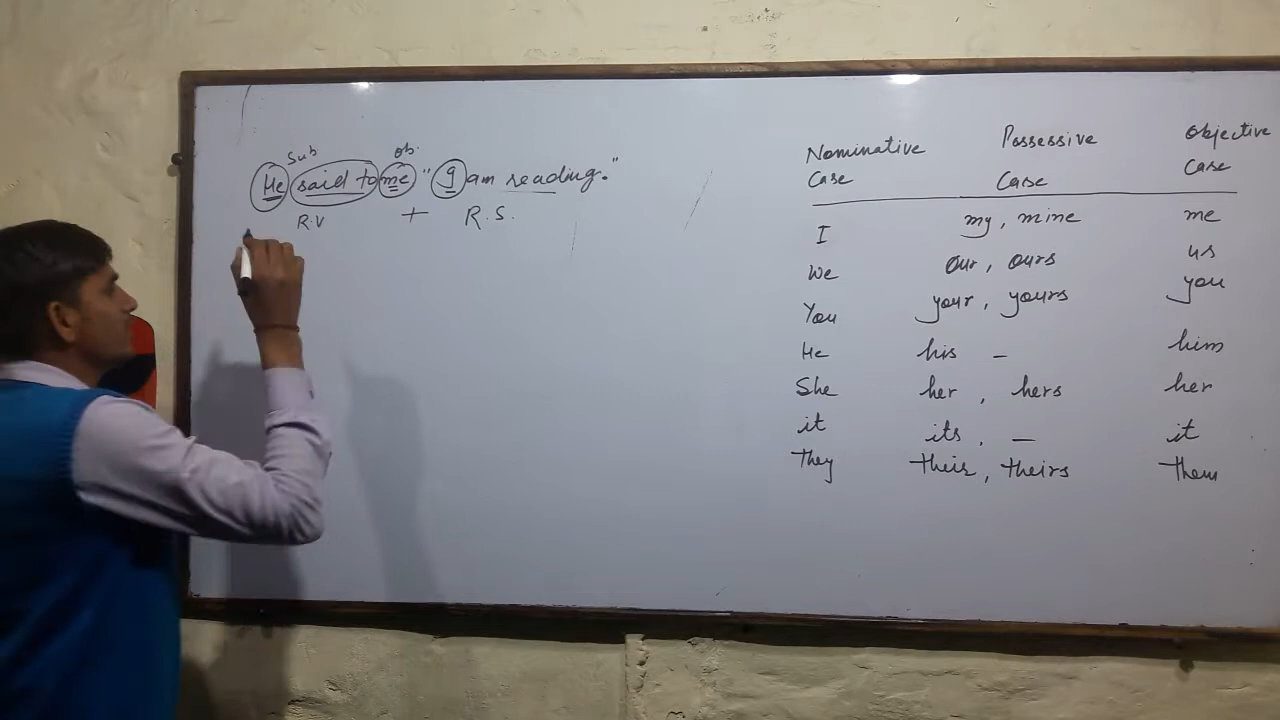 Sub ob.
He said to me "I am reading."
R.V + R.S.
Nominative Case Possessive Case Objective Case
I my, mine me
We our, ours us
You your, yours you
He his - him
She her, hers her
it its, - it
They their, theirs them